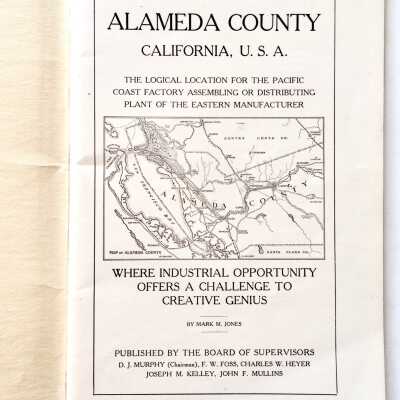 ALAMEDA COUNTY
CALIFORNIA, U. S. A.
THE LOGICAL LOCATION FOR THE PACIFIC
COAST FACTORY ASSEMBLING OR DISTRIBUTING
PLANT OF THE EASTERN MANUFACTURER
CONTRA COSTA CO.
ALAMEDA COUNTY
MAP OF ALAMEDA COUNTY
SANTA CLARA CO.
WHERE INDUSTRIAL OPPORTUNITY
OFFERS A CHALLENGE TO
CREATIVE GENIUS
BY MARK M. JONES
PUBLISHED BY THE BOARD OF SUPERVISORS
D. J. MURPHY (Chairman), F. W. FOSS, CHARLES W. HEYER
JOSEPH M. KELLEY, JOHN F. MULLINS